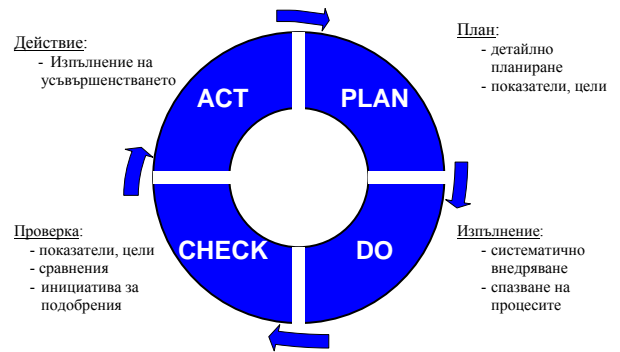 Действие:
- Изпълнение на
усъвършенстването
План:
- детайлно
планиране
- показатели, цели
ACT
PLAN
Проверка:
- показатели, цели
- сравнения
- инициатива за
подобрения
CHECK
DO
Изпълнение:
- систематично
внедряване
- спазване на
процесите